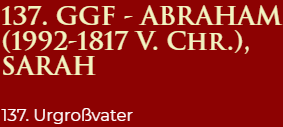 137. GGF - ABRAHAM
(1992-1817 V. CHR.),
SARAH
137. Urgroßvater